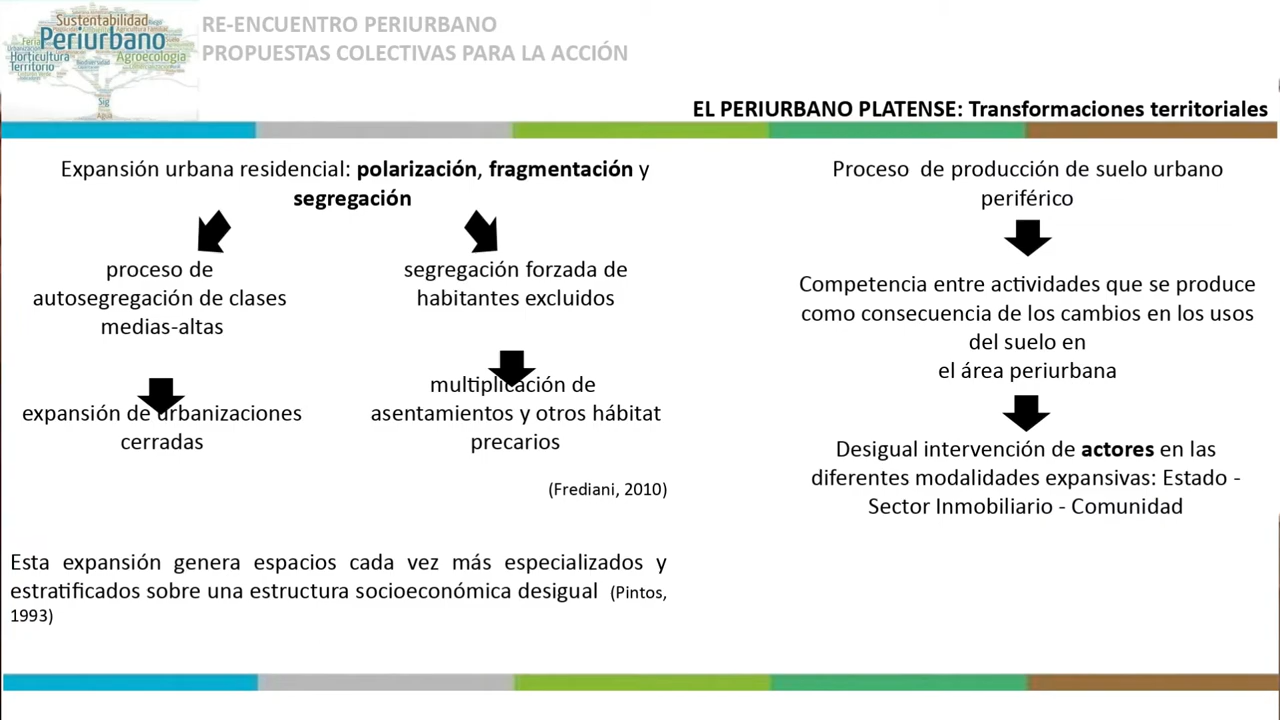 Sustentabilidad
Periurbano
Feria
Horticultura
Agroecología
Territorio
Sig
Agua
RE-ENCUENTRO PERIURBANO
PROPUESTAS COLECTIVAS PARA LA ACCIÓN
EL PERIURBANO PLATENSE: Transformaciones territoriales
Expansión urbana residencial: polarización, fragmentación y
segregación
proceso de
autosegregación de clases
medias-altas
expansión de urbanizaciones
cerradas
segregación forzada de
habitantes excluidos
multiplicación de
asentamientos y otros hábitat
precarios
(Frediani, 2010)
Esta expansión genera espacios cada vez más especializados y
estratificados sobre una estructura socioeconómica desigual (Pintos,
1993)
Proceso de producción de suelo urbano
periférico
Competencia entre actividades que se produce
como consecuencia de los cambios en los usos
del suelo en
el área periurbana
Desigual intervención de actores en las
diferentes modalidades expansivas: Estado -
Sector Inmobiliario - Comunidad